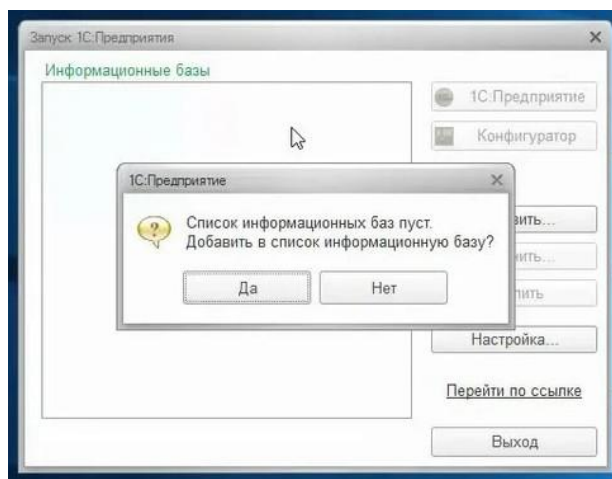 Запуск 1С:Предприятия
Информационные базы
1С:Предприятие
Конфигуратор
1С:Предприятие
Список информационных баз пуст.
Добавить в список информационную базу?
Да
Нет
Настройка...
Перейти по ссылке
Выход